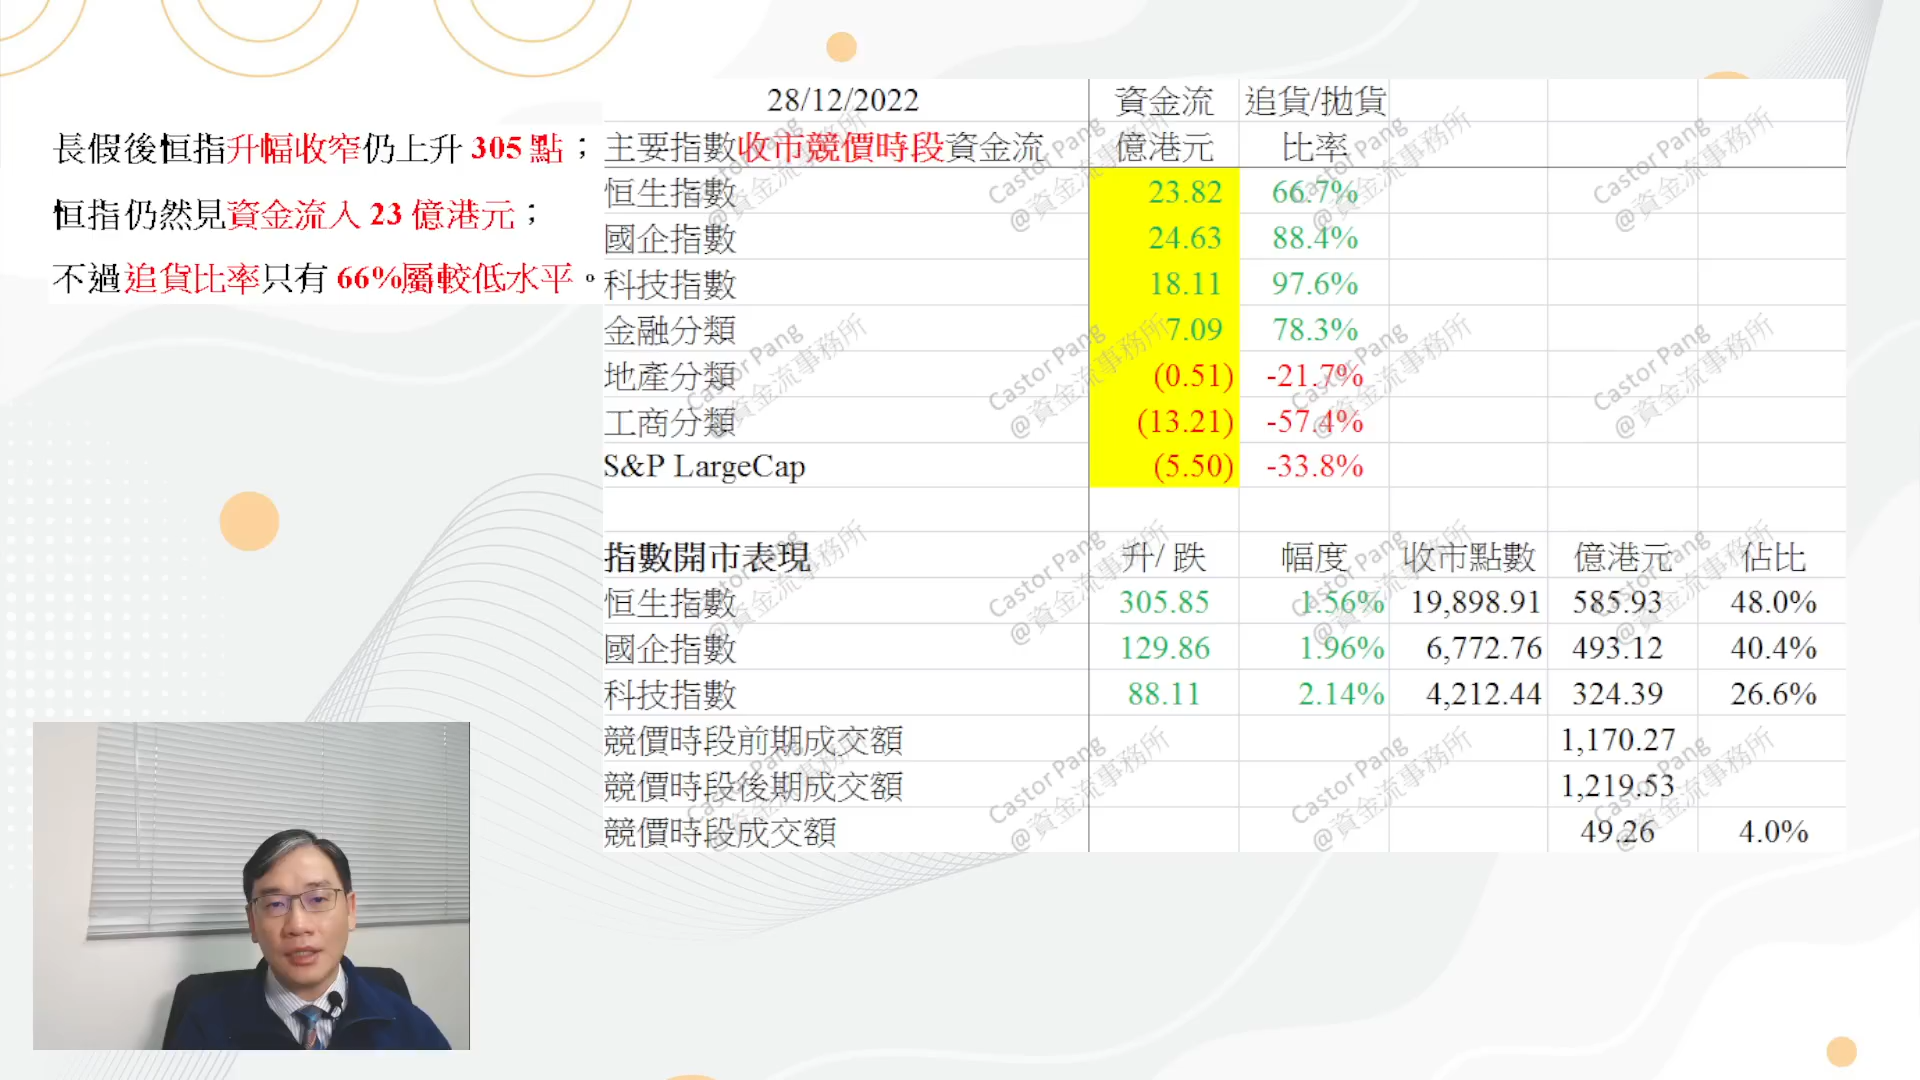 長假後恒指升幅收窄仍上升 305 點；
恒指仍然見資金流入 23 億港元；
不過追貨比率只有 66%屬較低水平。
28/12/2022 資金流 追貨/拋貨
主要指數收市競價時段資金流 億港元 比率
恒生指數 23.82 66.7%
國企指數 24.63 88.4%
科技指數 18.11 97.6%
金融分類 7.09 78.3%
地產分類 (0.51) -21.7%
工商分類 (13.21) -57.4%
S&P LargeCap (5.50) -33.8%
指數開市表現 升/ 跌 幅度 收市點數 億港元 佔比
恒生指數 305.85 1.56% 19,898.91 585.93 48.0%
國企指數 129.86 1.96% 6,772.76 493.12 40.4%
科技指數 88.11 2.14% 4,212.44 324.39 26.6%
競價時段前期成交額 1,170.27
競價時段後期成交額 1,219.53
競價時段成交額 49.26 4.0%
Castor Pang
@資金流事務所